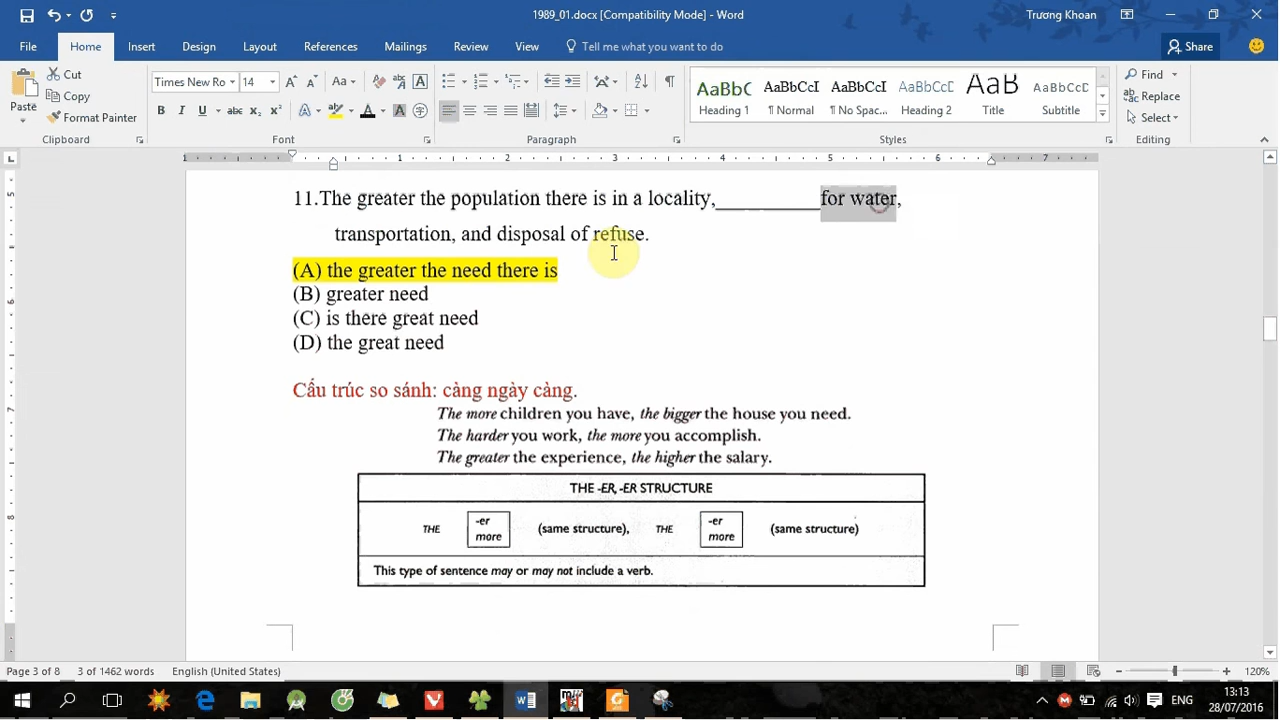 1989_01.docx [Compatibility Mode] - Word
Trương Khoan
File Home Insert Design Layout References Mailings Review View Tell me what you want to do Share
Paste
Cut
Copy
Format Painter
Clipboard
Times New Ro 14
Font
Paragraph
AaBbC AaBbCcI AaBbCcI AaBbCcD AaB AaBbCcD
Heading 1 ¶ Normal ¶ No Spac... Heading 2 Title Subtitle
Styles
Find
Replace
Select
Editing
1 1 2 3 4 5 6 7
11.The greater the population there is in a locality,__________for water,
transportation, and disposal of refuse.
(A) the greater the need there is
(B) greater need
(C) is there great need
(D) the great need
Cấu trúc so sánh: càng ngày càng.
The more children you have, the bigger the house you need.
The harder you work, the more you accomplish.
The greater the experience, the higher the salary.
THE -ER, -ER STRUCTURE
THE -er more (same structure), THE -er more (same structure)
This type of sentence may or may not include a verb.
Page 3 of 8 3 of 1462 words English (United States) 120%
ENG 13:13
28/07/2016